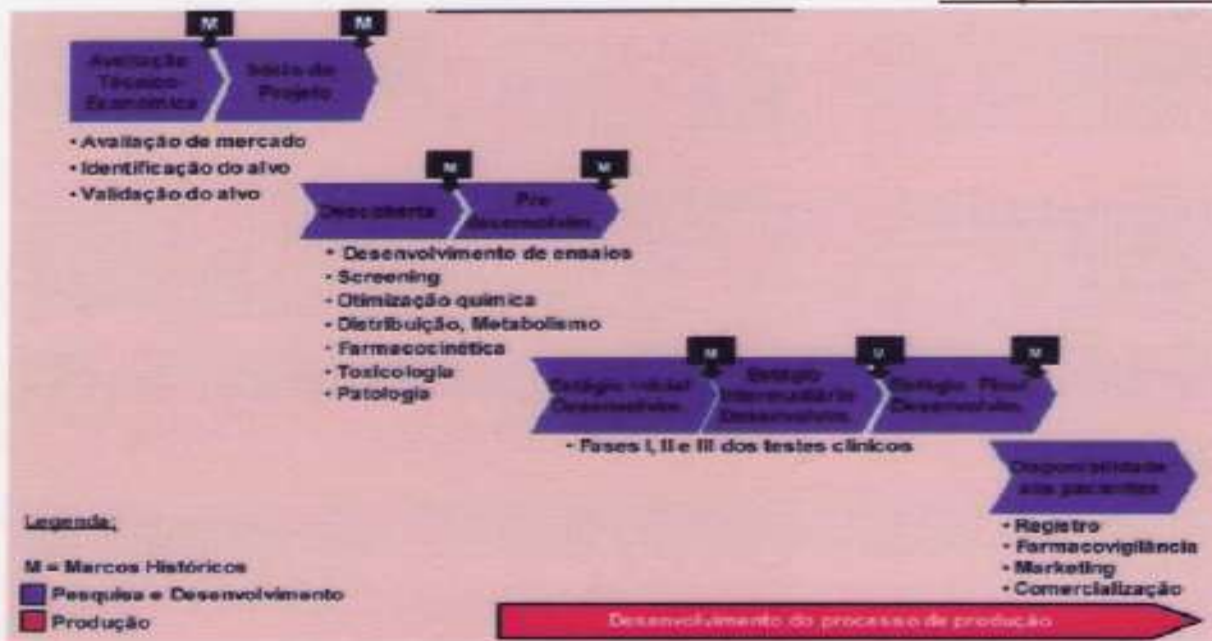 M
M
Avaliação
Técnico-
Econômica
Início do
Projeto
• Avaliação de mercado
• Identificação do alvo
• Validação do alvo
M
M
Descoberta
Pré
desenvolvim.
• Desenvolvimento de ensaios
• Screening
• Otimização química
• Distribuição, Metabolismo
• Farmacocinética
• Toxicologia
• Patologia
M
M
M
Estágio Inicial
Desenvolvim.
Estágio
Intermediário
Desenvolvim.
Estágio Final
Desenvolvim.
• Fases I, II e III dos testes clínicos
Disponibilidade
aos pacientes
• Registro
• Farmacovigilância
• Marketing
• Comercialização
Legenda:
M = Marcos Históricos
Pesquisa e Desenvolvimento
Produção
Desenvolvimento do processo de produção